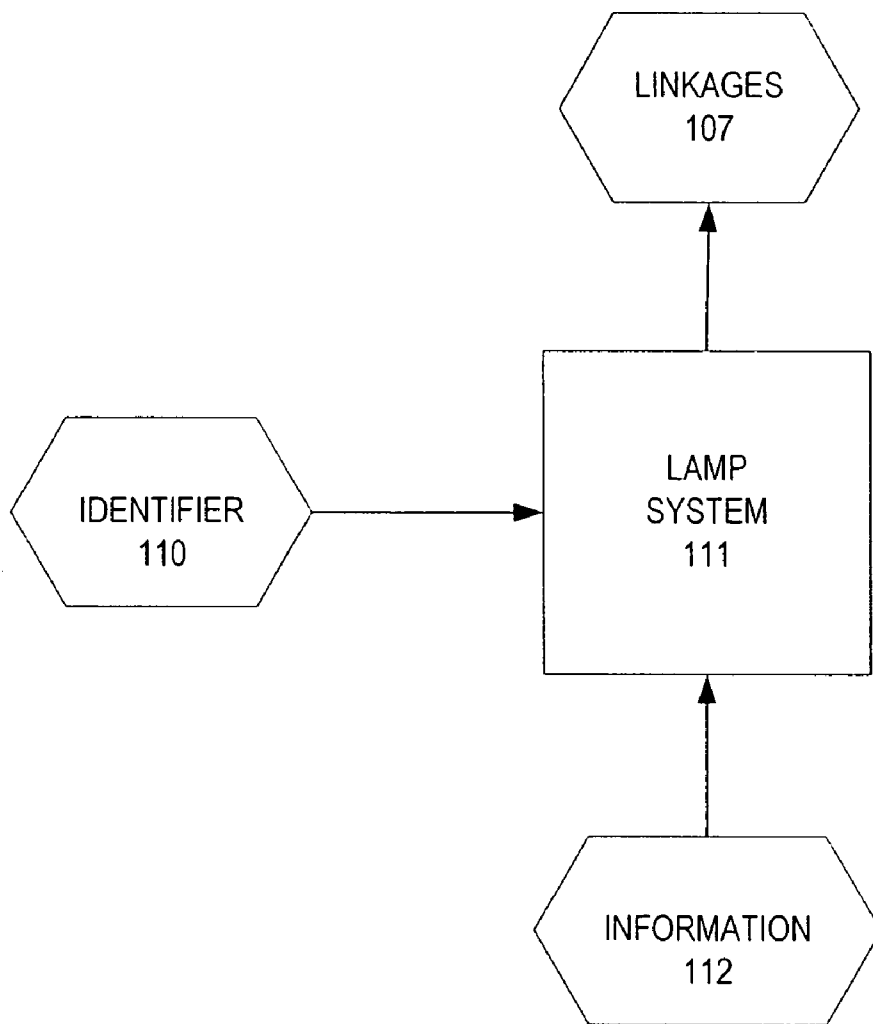 LINKAGES
107
IDENTIFIER
110
LAMP
SYSTEM
111
INFORMATION
112